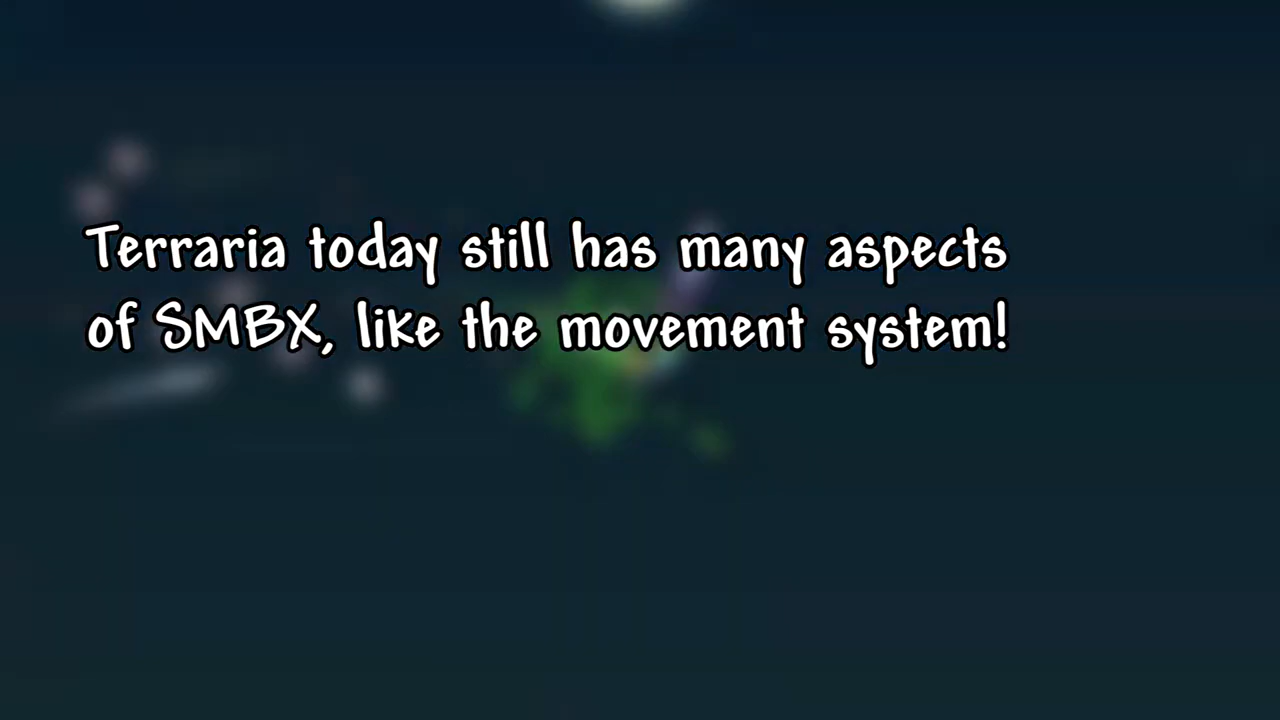 Terraria today still has many aspects
of SMBX, like the movement system!